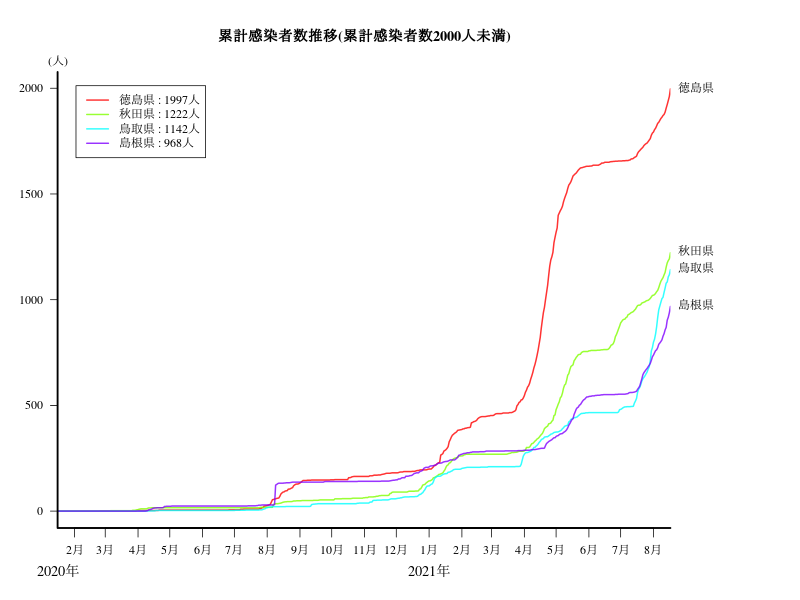 累計感染者数推移(累計感染者数2000人未満)
(人)
2000
1500
1000
500
0
徳島県 : 1997人
秋田県 : 1222人
鳥取県 : 1142人
島根県 : 968人
徳島県
秋田県
鳥取県
島根県
2月 3月 4月 5月 6月 7月 8月 9月 10月 11月 12月 1月 2月 3月 4月 5月 6月 7月 8月
2020年 2021年